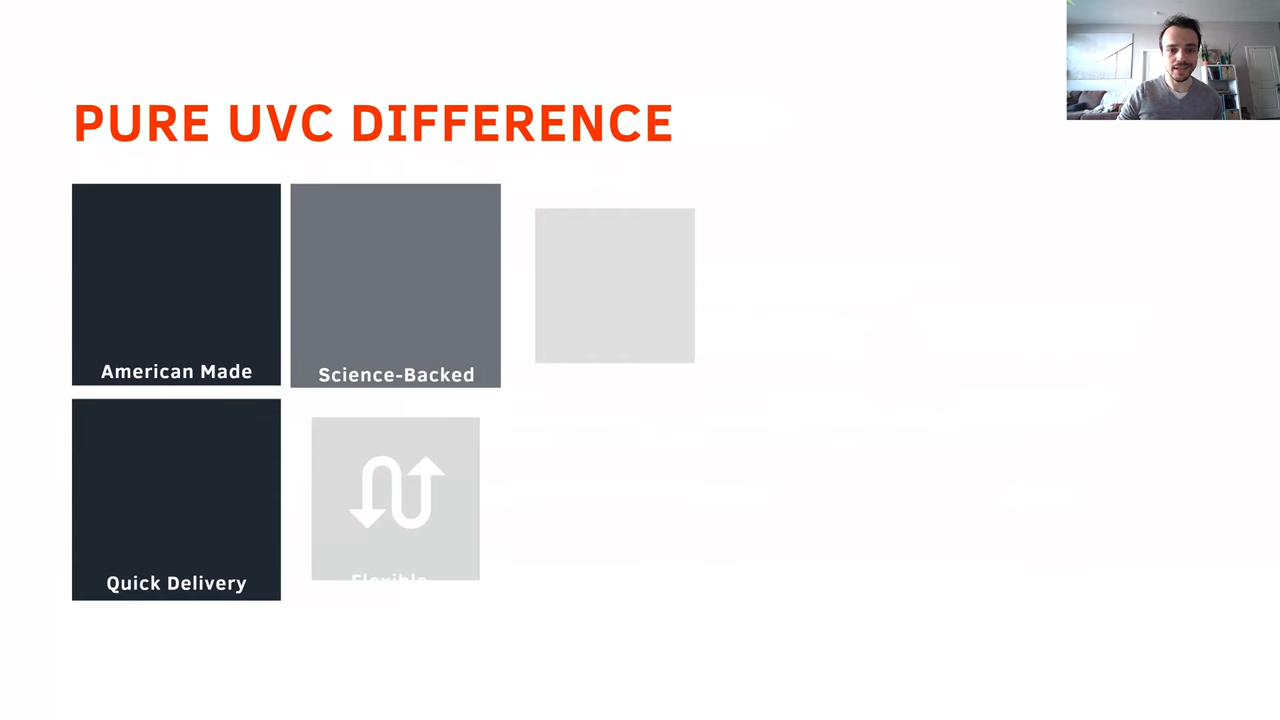 PURE UVC DIFFERENCE
American Made
Science-Backed
Quick Delivery
Flexible